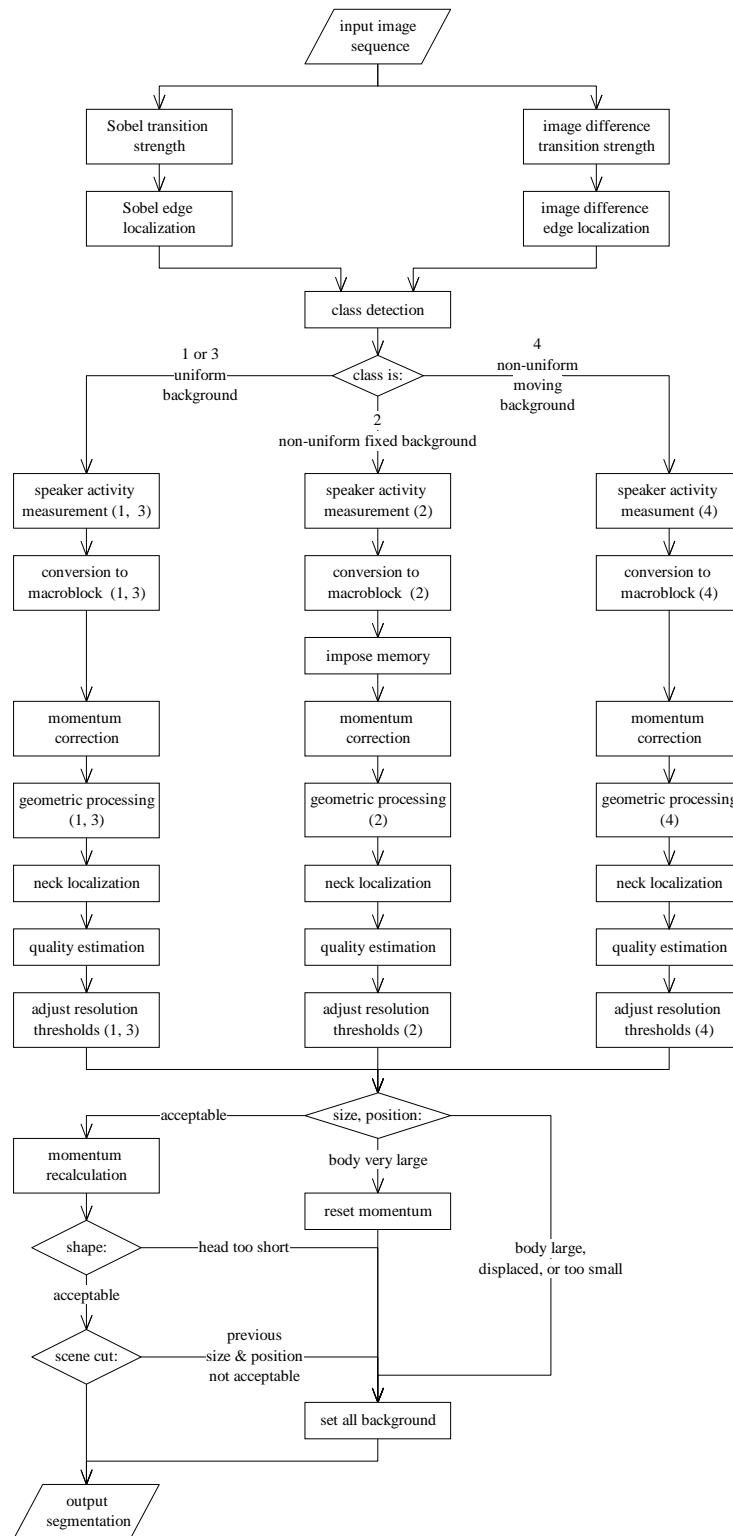 input image
sequence
Sobel transition
strength
image difference
transition strength
Sobel edge
localization
image difference
edge localization
class detection
class is:
1 or 3
uniform
background
4
non-uniform
moving
background
2
non-uniform fixed background
speaker activity
measurement (1, 3)
speaker activity
measurement (2)
speaker activity
measument (4)
conversion to
macroblock (1, 3)
conversion to
macroblock (2)
conversion to
macroblock (4)
impose memory
momentum
correction
momentum
correction
momentum
correction
geometric processing
(1, 3)
geometric processing
(2)
geometric processing
(4)
neck localization
neck localization
neck localization
quality estimation
quality estimation
quality estimation
adjust resolution
thresholds (1, 3)
adjust resolution
thresholds (2)
adjust resolution
thresholds (4)
acceptable
size, position:
momentum
recalculation
body very large
reset momentum
shape:
head too short
body large,
displaced, or too small
acceptable
scene cut:
previous
size & position
not acceptable
set all background
output
segmentation